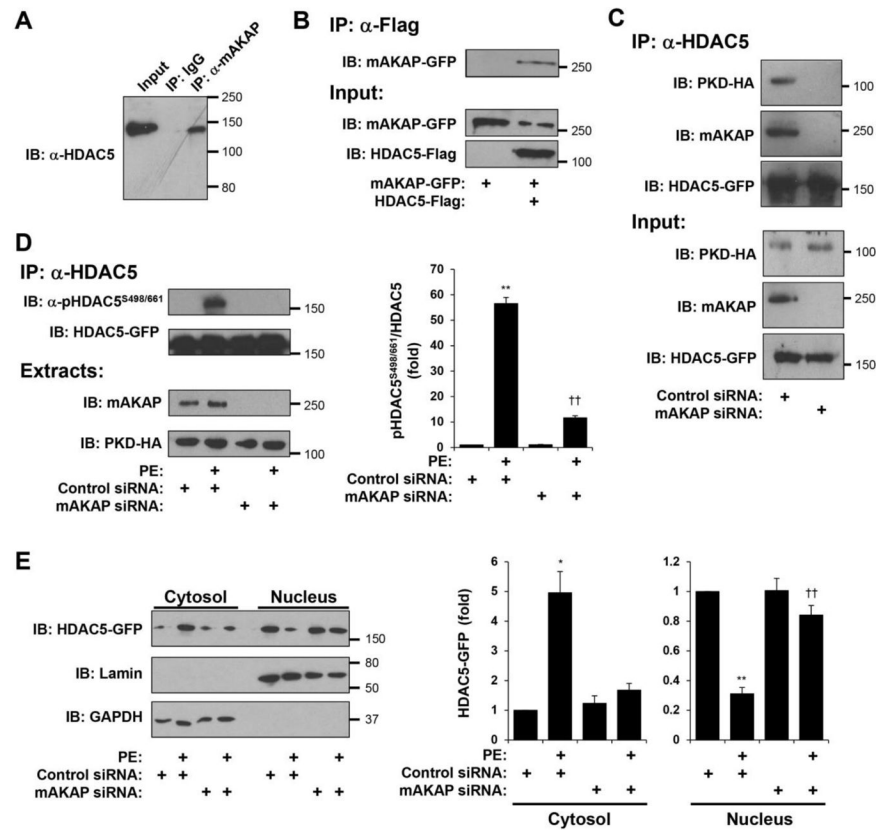 A
Input
IP: IgG
IP: α-mAKAP
250
150
100
80
IB: α-HDAC5
B
IP: α-Flag
IB: mAKAP-GFP
250
Input:
IB: mAKAP-GFP
250
IB: HDAC5-Flag
100
mAKAP-GFP: + +
HDAC5-Flag: +
C
IP: α-HDAC5
IB: PKD-HA
100
IB: mAKAP
250
IB: HDAC5-GFP
150
Input:
IB: PKD-HA
100
IB: mAKAP
250
IB: HDAC5-GFP
150
Control siRNA: +
mAKAP siRNA: +
D
IP: α-HDAC5
IB: α-pHDAC5S498/661
150
IB: HDAC5-GFP
150
Extracts:
IB: mAKAP
250
IB: PKD-HA
100
PE: + +
Control siRNA: + +
mAKAP siRNA: + +
pHDAC5S498/661/HDAC5
(fold)
70
60
50
40
30
20
10
0
**
††
PE: + +
Control siRNA: + +
mAKAP siRNA: + +
E
Cytosol Nucleus
IB: HDAC5-GFP
150
IB: Lamin
80
50
IB: GAPDH
37
PE: + + + +
Control siRNA: + + + +
mAKAP siRNA: + + + +
HDAC5-GFP (fold)
6
5
4
3
2
1
0
*
1.2
1
0.8
0.6
0.4
0.2
0
**
††
PE: + + + +
Control siRNA: + + + +
mAKAP siRNA: + + + +
Cytosol Nucleus